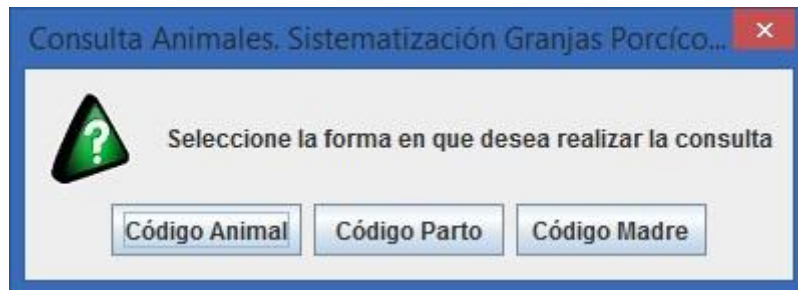 Consulta Animales. Sistematización Granjas Porcíco...
Seleccione la forma en que desea realizar la consulta
Código Animal Código Parto Código Madre